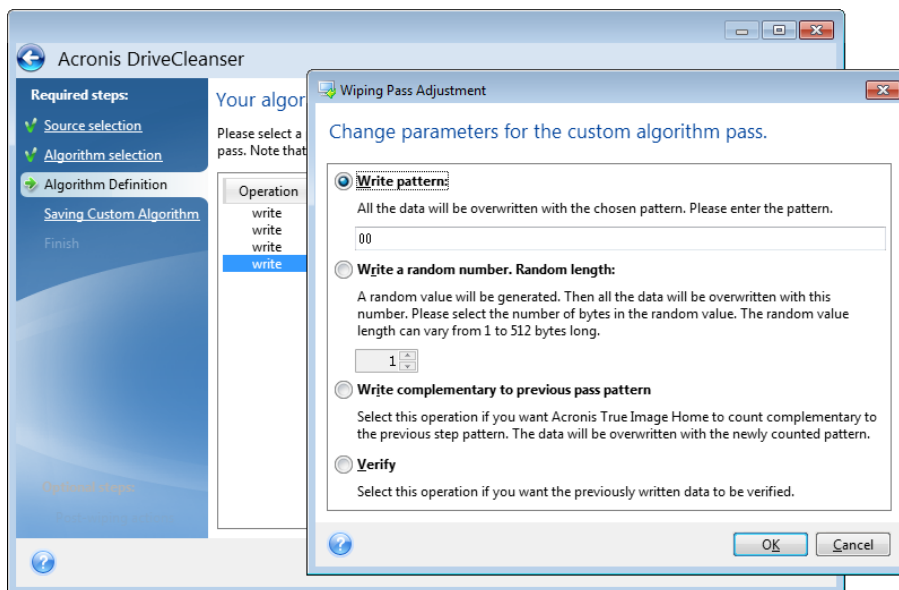 Acronis DriveCleanser
Required steps:
Source selection
Algorithm selection
Algorithm Definition
Saving Custom Algorithm
Finish
Your algor
Please select a
pass. Note that
Operation
write
write
write
write
Wiping Pass Adjustment
Change parameters for the custom algorithm pass.
Write pattern:
All the data will be overwritten with the chosen pattern. Please enter the pattern.
00
Write a random number. Random length:
A random value will be generated. Then all the data will be overwritten with this
number. Please select the number of bytes in the random value. The random value
length can vary from 1 to 512 bytes long.
1
Write complementary to previous pass pattern
Select this operation if you want Acronis True Image Home to count complementary to
the previous step pattern. The data will be overwritten with the newly counted pattern.
Verify
Select this operation if you want the previously written data to be verified.
Optional steps:
OK
Cancel